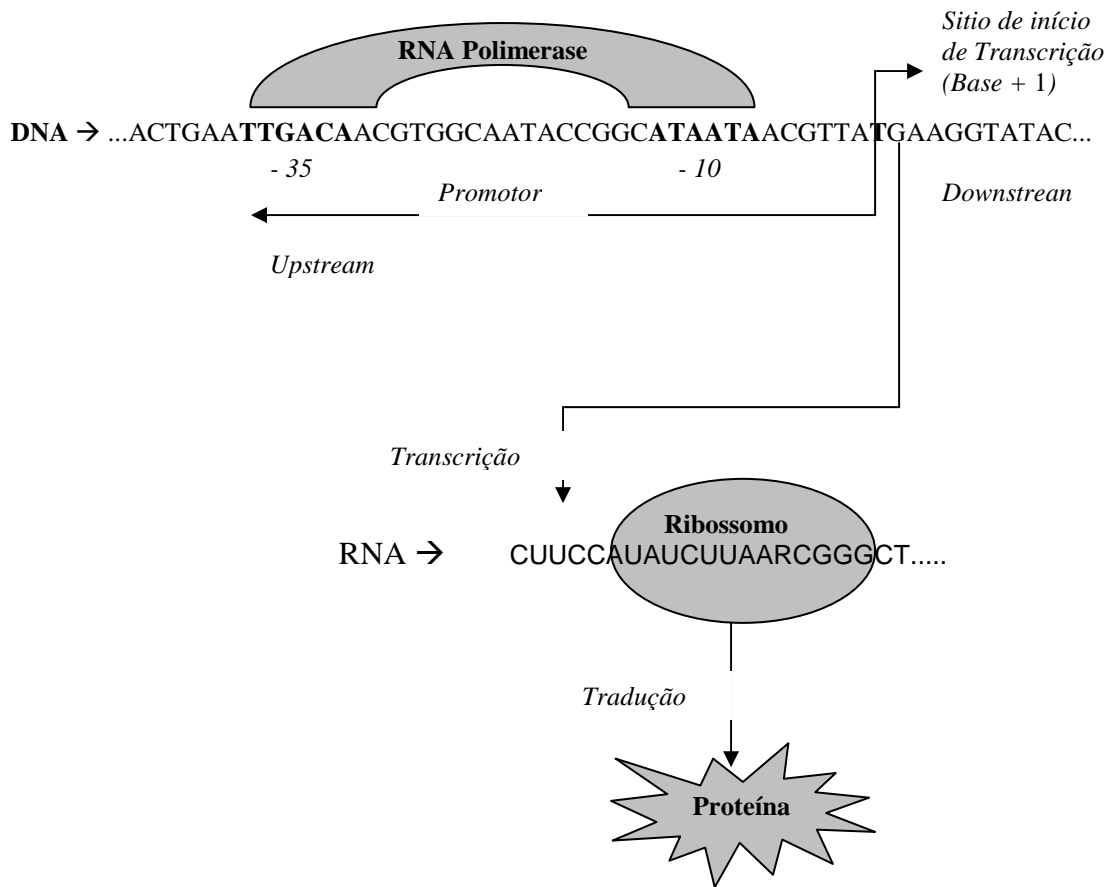 Sitio de início
de Transcrição
(Base + 1)
RNA Polimerase
DNA → ...ACTGAATTGACAACGTGGCAATACCGGCATAATAACGTTATGAAGGTATAC...
- 35
- 10
Promotor
Downstrean
Upstream
Transcrição
Ribossomo
RNA → CUUCCAUAUCUUAARCGGGCT.....
Tradução
Proteína